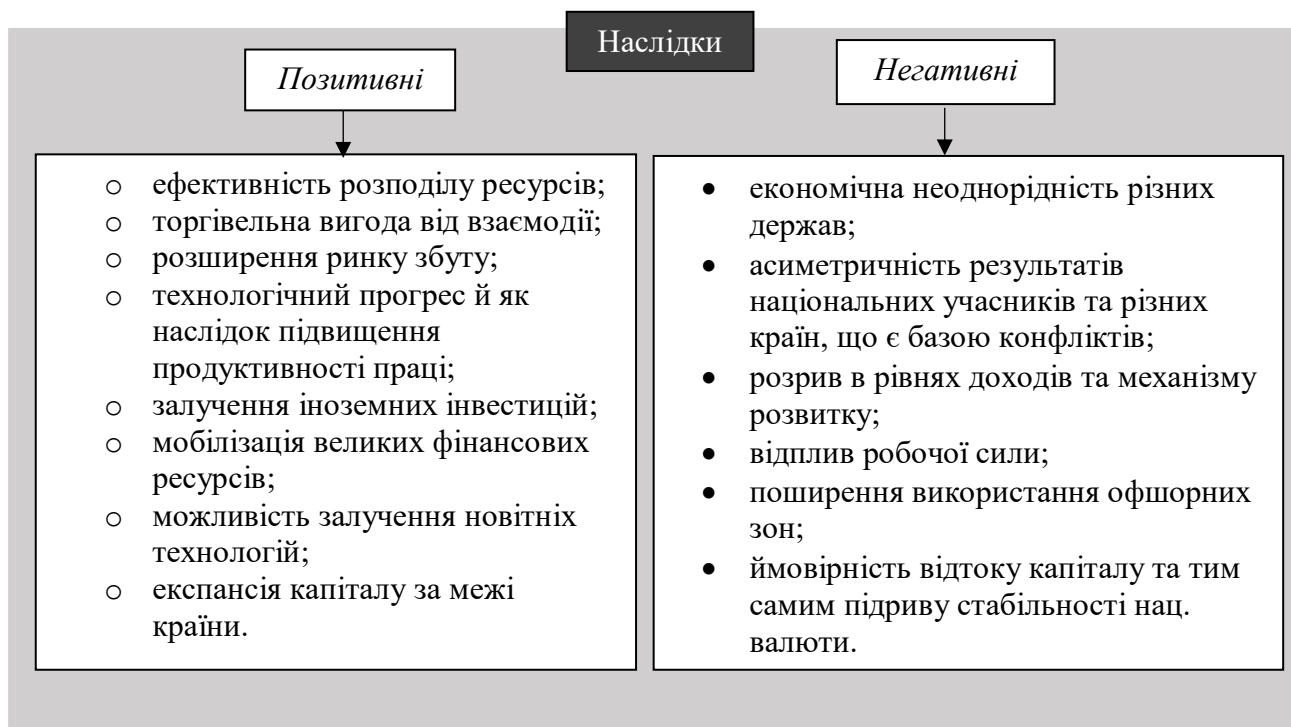 Наслідки
Позитивні
ефективність розподілу ресурсів;
торгівельна вигода від взаємодії;
розширення ринку збуту;
технологічний прогрес й як
наслідок підвищення
продуктивності праці;
залучення іноземних інвестицій;
мобілізація великих фінансових
ресурсів;
можливість залучення новітніх
технологій;
експансія капіталу за межі
країни.
Негативні
економічна неоднорідність різних
держав;
асиметричність результатів
національних учасників та різних
країн, що є базою конфліктів;
розрив в рівнях доходів та механізму
розвитку;
відплив робочої сили;
поширення використання офшорних
зон;
ймовірність відтоку капіталу та тим
самим підриву стабільності нац.
валюти.